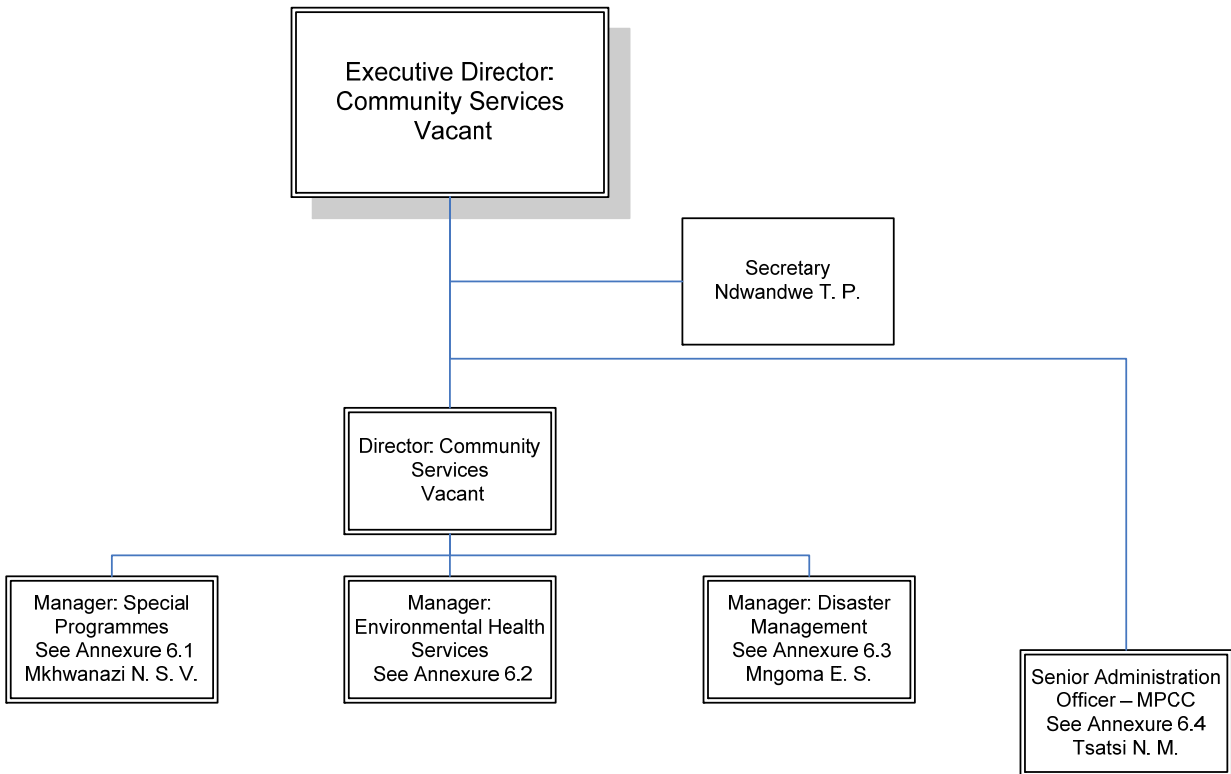 Executive Director:
Community Services
Vacant
Secretary
Ndwandwe T. P.
Director: Community
Services
Vacant
Manager: Special
Programmes
See Annexure 6.1
Mkhwanazi N. S. V.
Manager:
Environmental Health
Services
See Annexure 6.2
Manager: Disaster
Management
See Annexure 6.3
Mngoma E. S.
Senior Administration
Officer – MPCC
See Annexure 6.4
Tsatsi N. M.